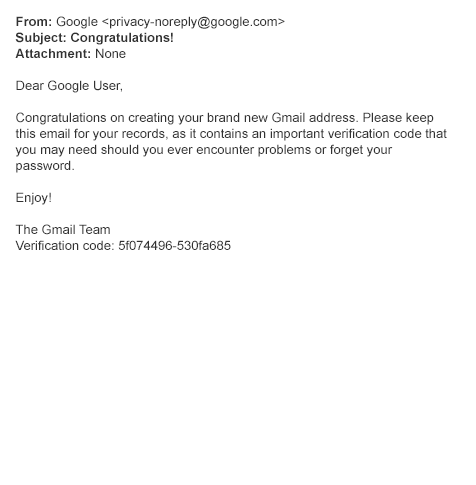 From: Google <privacy-noreply@google.com>
Subject: Congratulations!
Attachment: None
Dear Google User,
Congratulations on creating your brand new Gmail address. Please keep
this email for your records, as it contains an important verification code that
you may need should you ever encounter problems or forget your
password.
Enjoy!
The Gmail Team
Verification code: 5f074496-530fa685